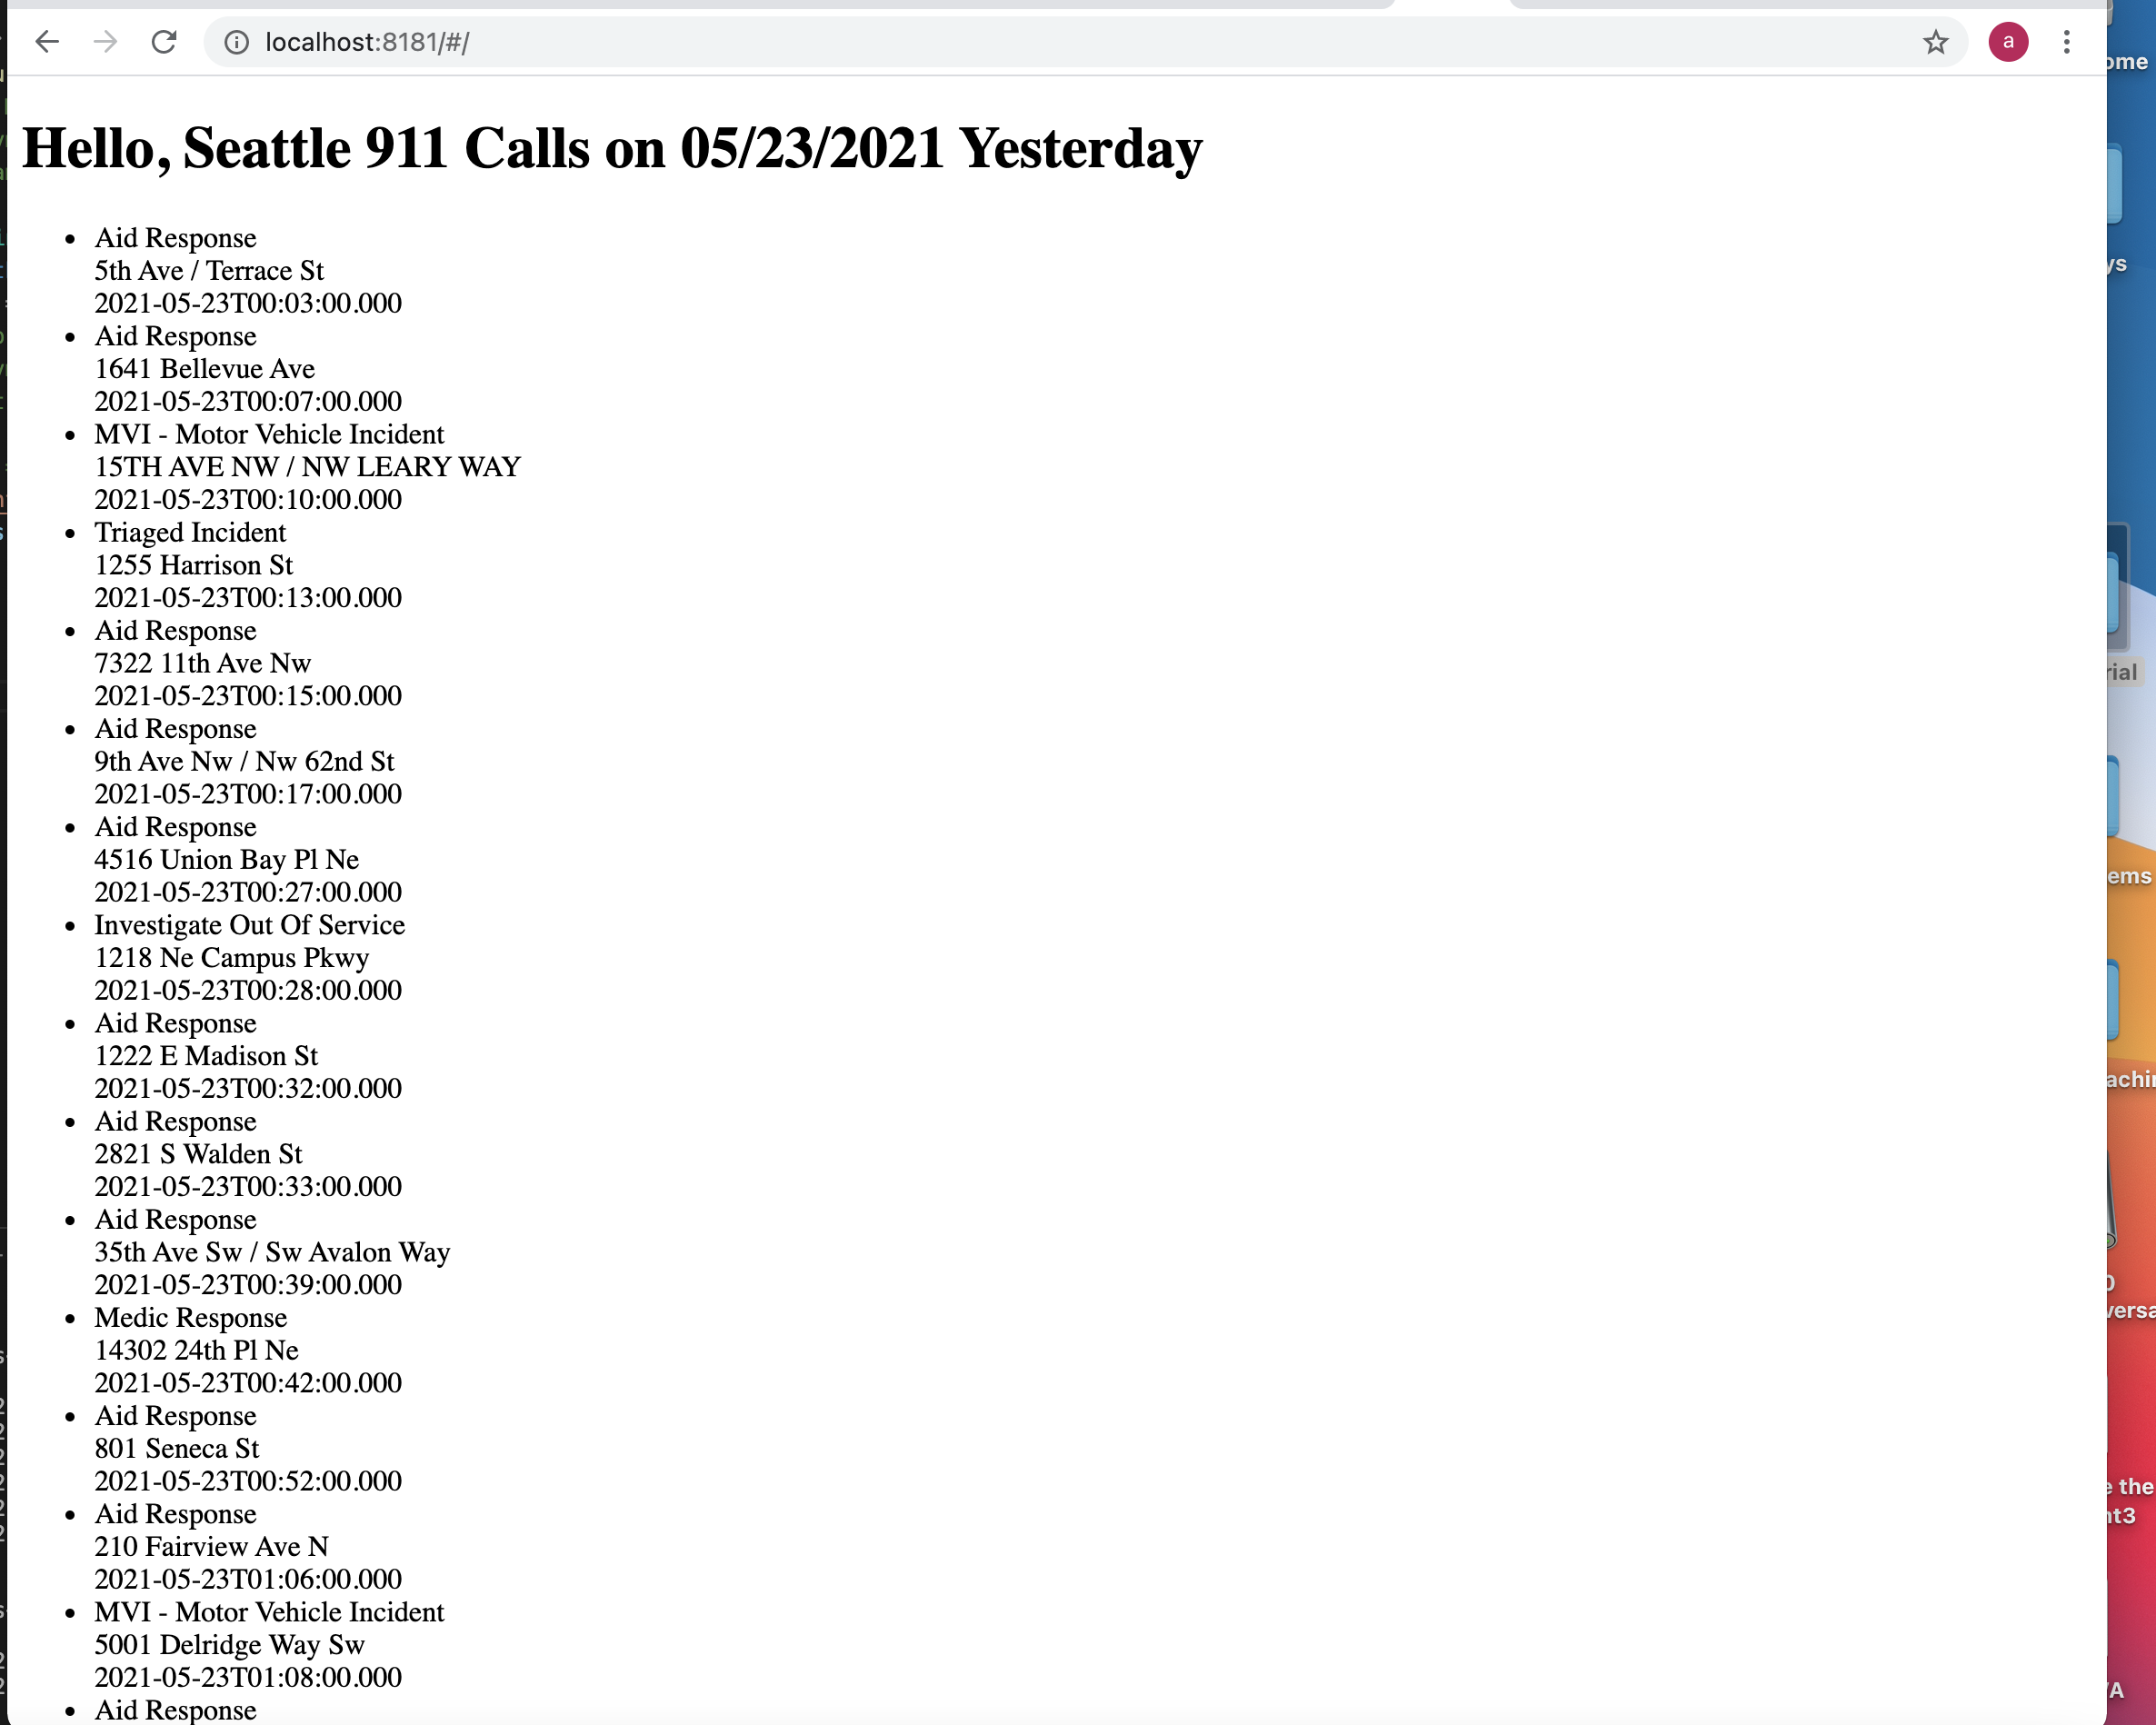 localhost:8181/#/
a
Hello, Seattle 911 Calls on 05/23/2021 Yesterday
Aid Response
5th Ave / Terrace St
2021-05-23T00:03:00.000
Aid Response
1641 Bellevue Ave
2021-05-23T00:07:00.000
MVI - Motor Vehicle Incident
15TH AVE NW / NW LEARY WAY
2021-05-23T00:10:00.000
Triaged Incident
1255 Harrison St
2021-05-23T00:13:00.000
Aid Response
7322 11th Ave Nw
2021-05-23T00:15:00.000
Aid Response
9th Ave Nw / Nw 62nd St
2021-05-23T00:17:00.000
Aid Response
4516 Union Bay Pl Ne
2021-05-23T00:27:00.000
Investigate Out Of Service
1218 Ne Campus Pkwy
2021-05-23T00:28:00.000
Aid Response
1222 E Madison St
2021-05-23T00:32:00.000
Aid Response
2821 S Walden St
2021-05-23T00:33:00.000
Aid Response
35th Ave Sw / Sw Avalon Way
2021-05-23T00:39:00.000
Medic Response
14302 24th Pl Ne
2021-05-23T00:42:00.000
Aid Response
801 Seneca St
2021-05-23T00:52:00.000
Aid Response
210 Fairview Ave N
2021-05-23T01:06:00.000
MVI - Motor Vehicle Incident
5001 Delridge Way Sw
2021-05-23T01:08:00.000
Aid Response
ome
ys
rial
ems
achin
versa
the
nt3